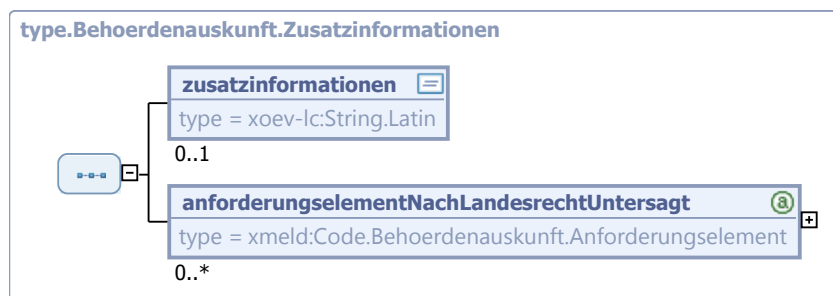 type.Behoerdenauskunft.Zusatzinformationen
zusatzinformationen
type = xoev-lc:String.Latin
0..1
anforderungselementNachLandesrechtUntersagt
type = xmeld:Code.Behoerdenauskunft.Anforderungselement
0..*